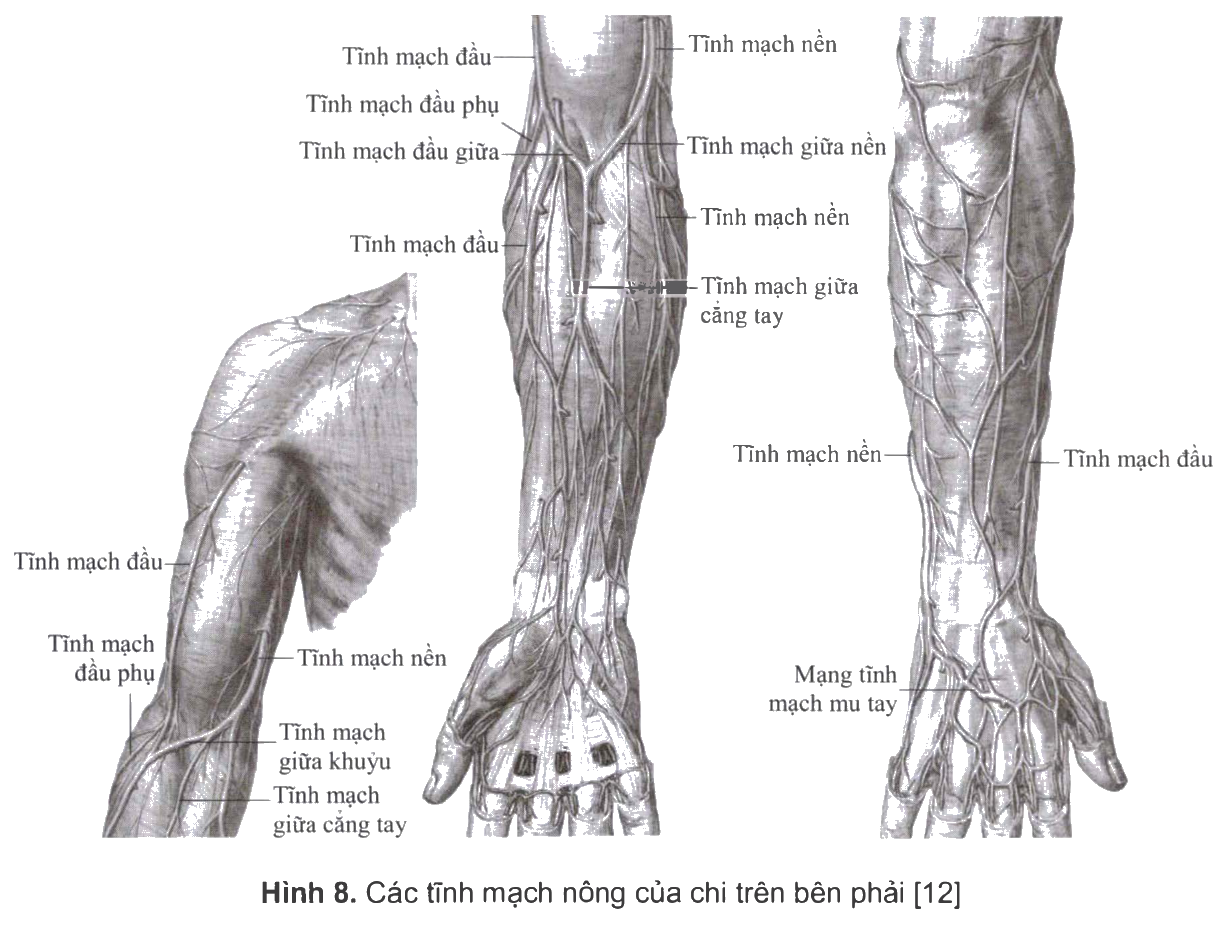 Tĩnh mạch đầu
Tĩnh mạch đầu phụ
Tĩnh mạch đầu giữa
Tĩnh mạch đầu
Tĩnh mạch nền
Tĩnh mạch giữa nền
Tĩnh mạch nền
Tĩnh mạch giữa
cẳng tay
Tĩnh mạch đầu
Tĩnh mạch
đầu phụ
Tĩnh mạch nền
Tĩnh mạch
giữa khuỷu
Tĩnh mạch
giữa cẳng tay
Tĩnh mạch nền
Tĩnh mạch đầu
Mạng tĩnh
mạch mu tay
Hình 8. Các tĩnh mạch nông của chi trên bên phải [12]